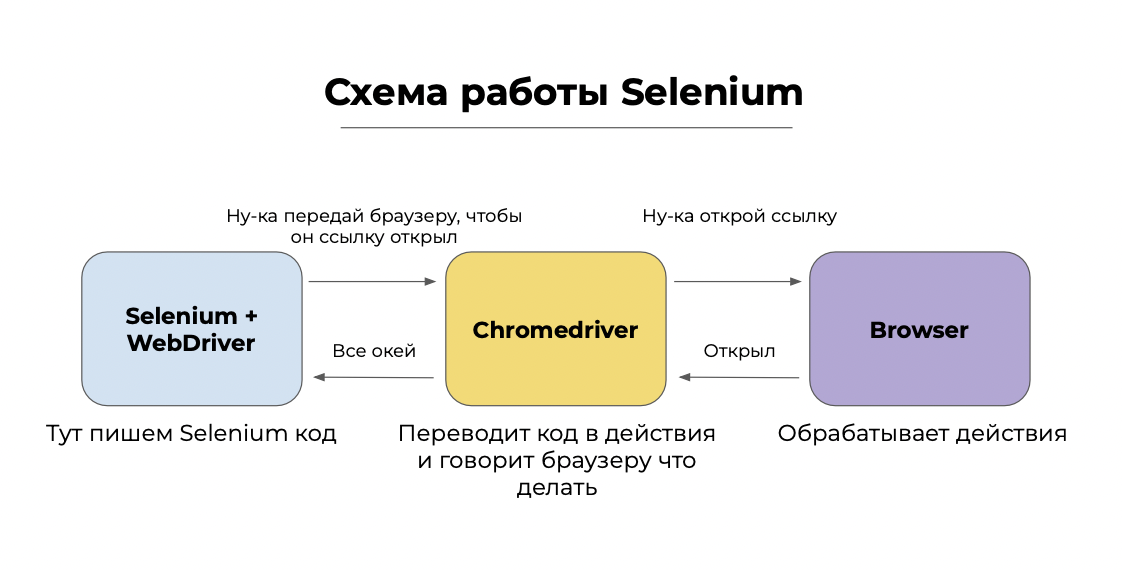 Схема работы Selenium
Ну-ка передай браузеру, чтобы
он ссылку открыл
Ну-ка открой ссылку
Selenium +
WebDriver
Chromedriver
Browser
Все окей
Открыл
Тут пишем Selenium код
Переводит код в действия
и говорит браузеру что
делать
Обрабатывает действия